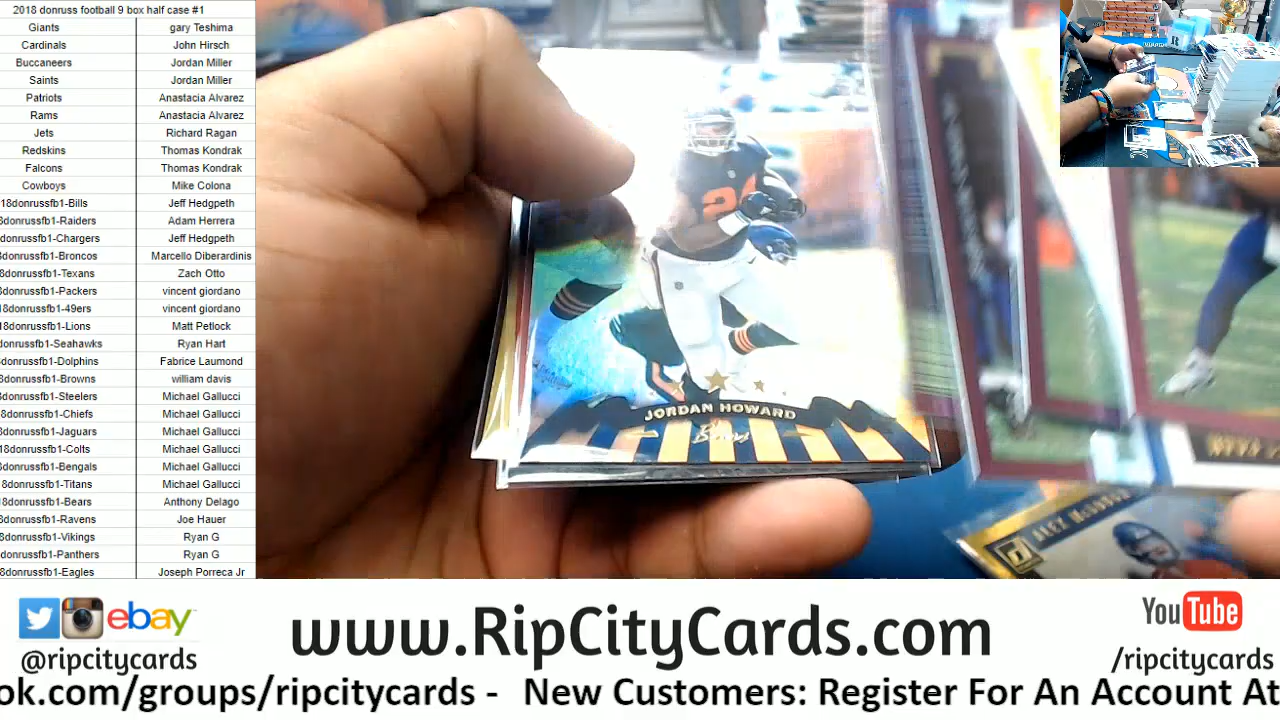 2018 donruss football 9 box half case #1
Giants gary Teshima
Cardinals John Hirsch
Buccaneers Jordan Miller
Saints Jordan Miller
Patriots Anastacia Alvarez
Rams Anastacia Alvarez
Jets Richard Ragan
Redskins Thomas Kondrak
Falcons Thomas Kondrak
Cowboys Mike Colona
18donrussfb1-Bills Jeff Hedgpeth
8donrussfb1-Raiders Adam Herrera
donrussfb1-Chargers Jeff Hedgpeth
donrussfb1-Broncos Marcello Diberardinis
8donrussfb1-Texans Zach Otto
8donrussfb1-Packers vincent giordano
18donrussfb1-49ers vincent giordano
18donrussfb1-Lions Matt Petlock
donrussfb1-Seahawks Ryan Hart
donrussfb1-Dolphins Fabrice Laumond
8donrussfb1-Browns william davis
8donrussfb1-Steelers Michael Gallucci
8donrussfb1-Chiefs Michael Gallucci
8donrussfb1-Jaguars Michael Gallucci
18donrussfb1-Colts Michael Gallucci
8donrussfb1-Bengals Michael Gallucci
18donrussfb1-Titans Michael Gallucci
18donrussfb1-Bears Anthony Delago
8donrussfb1-Ravens Joe Hauer
8donrussfb1-Vikings Ryan G
donrussfb1-Panthers Ryan G
8donrussfb1-Eagles Joseph Porreca Jr
JORDAN HOWARD
Bears
ALEX
ebay
@ripcitycards
www.RipCityCards.com
YouTube
/ripcitycards
ok.com/groups/ripcitycards - New Customers: Register For An Account At